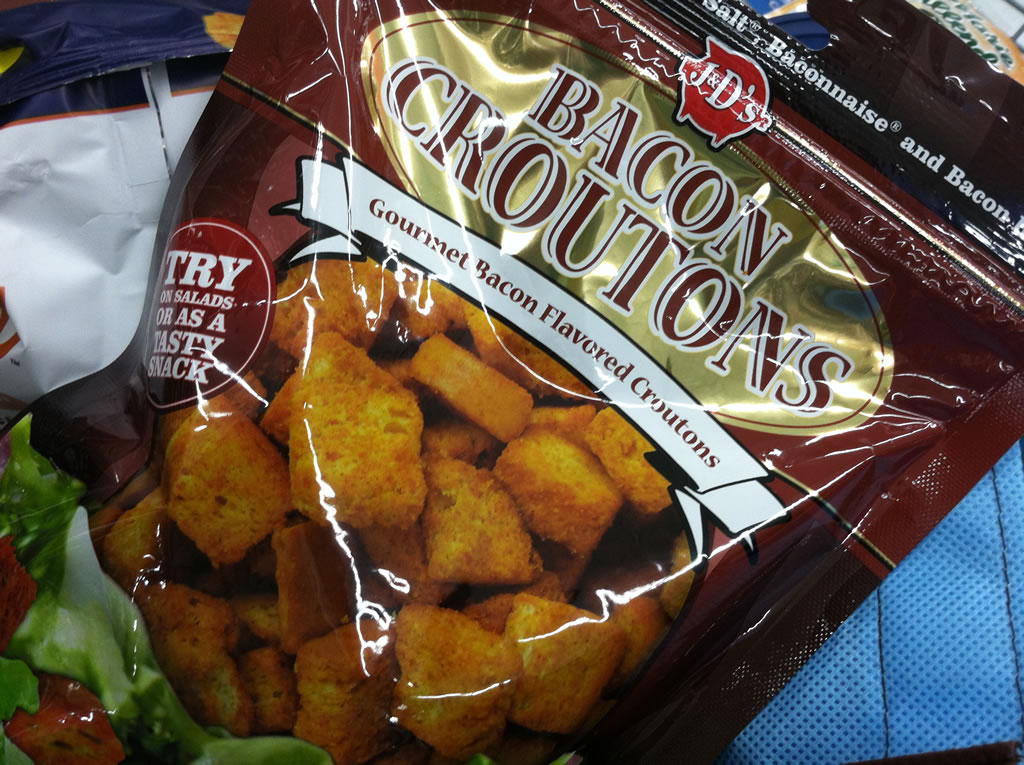 Salt® Baconnaise® and Bacon
J&D's
BACON
CROUTONS
Gourmet Bacon Flavored Croutons
TRY
ON SALADS
OR AS A
TASTY
SNACK